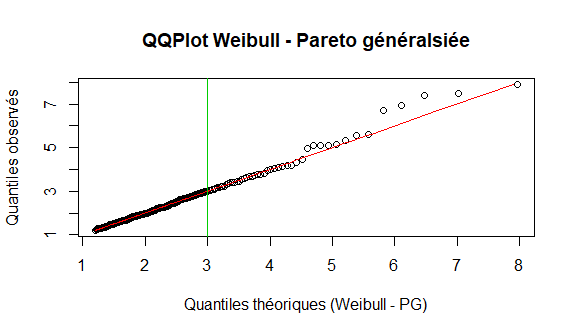 QQPlot Weibull - Pareto généralsiée
Quantiles observés
7
5
3
1
1 2 3 4 5 6 7 8
Quantiles théoriques (Weibull - PG)